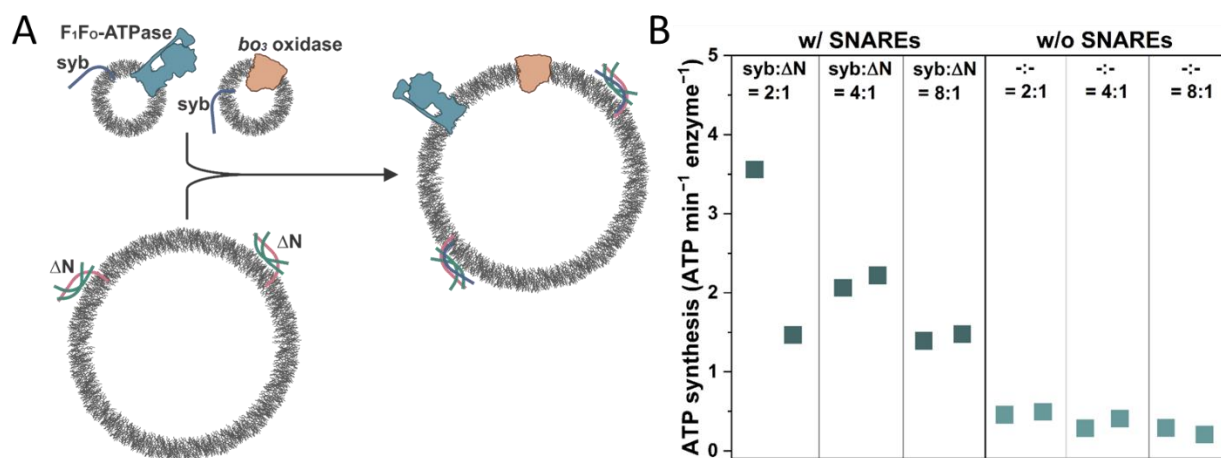 A
F₁Fₒ-ATPase
bo₃ oxidase
syb
syb
ΔN
ΔN
B
w/ SNAREs
w/o SNAREs
syb:ΔN
= 2:1
syb:ΔN
= 4:1
syb:ΔN
= 8:1
-:-
= 2:1
-:-
= 4:1
-:-
= 8:1
ATP synthesis (ATP min⁻¹ enzyme⁻¹)
5
4
3
2
1
0